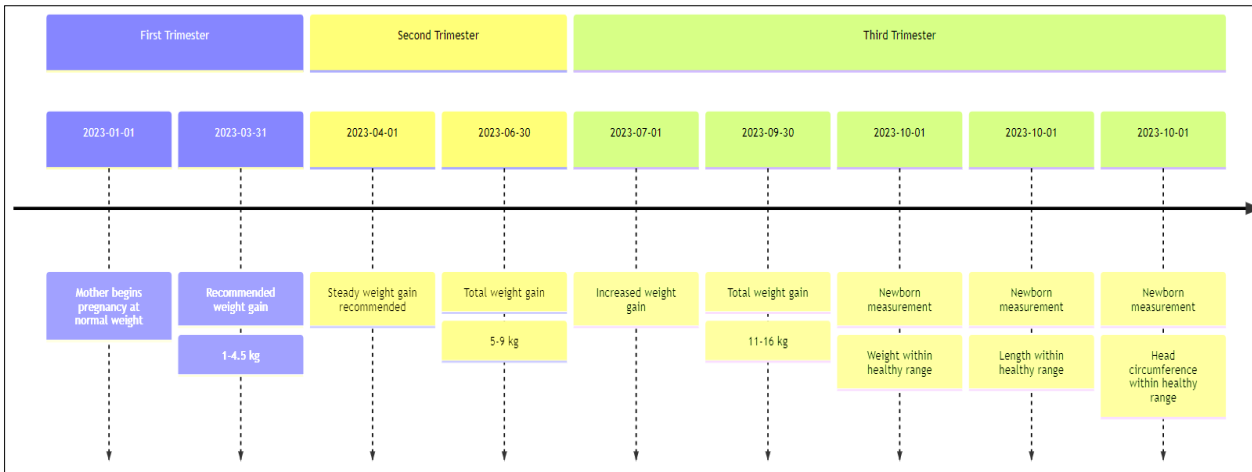 First Trimester
Second Trimester
Third Trimester
2023-01-01
2023-03-31
2023-04-01
2023-06-30
2023-07-01
2023-09-30
2023-10-01
2023-10-01
2023-10-01
Mother begins
pregnancy at
normal weight
Recommended
weight gain
1-4.5 kg
Steady weight gain
recommended
Total weight gain
5-9 kg
Increased weight
gain
Total weight gain
11-16 kg
Newborn
measurement
Weight within
healthy range
Newborn
measurement
Length within
healthy range
Newborn
measurement
Head
circumference
within healthy
range